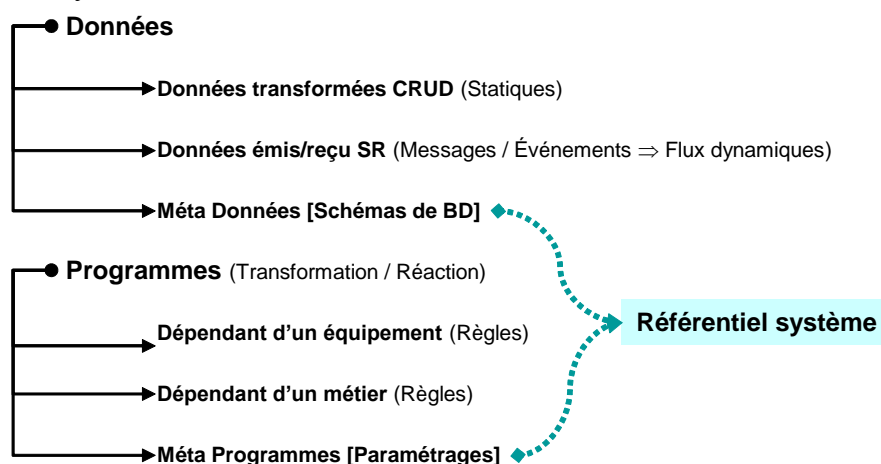 Données
Données transformées CRUD (Statiques)
Données émis/reçu SR (Messages / Événements ⇒ Flux dynamiques)
Méta Données [Schémas de BD]
Programmes (Transformation / Réaction)
Référentiel système
Dépendant d'un équipement (Règles)
Dépendant d'un métier (Règles)
Méta Programmes [Paramétrages]